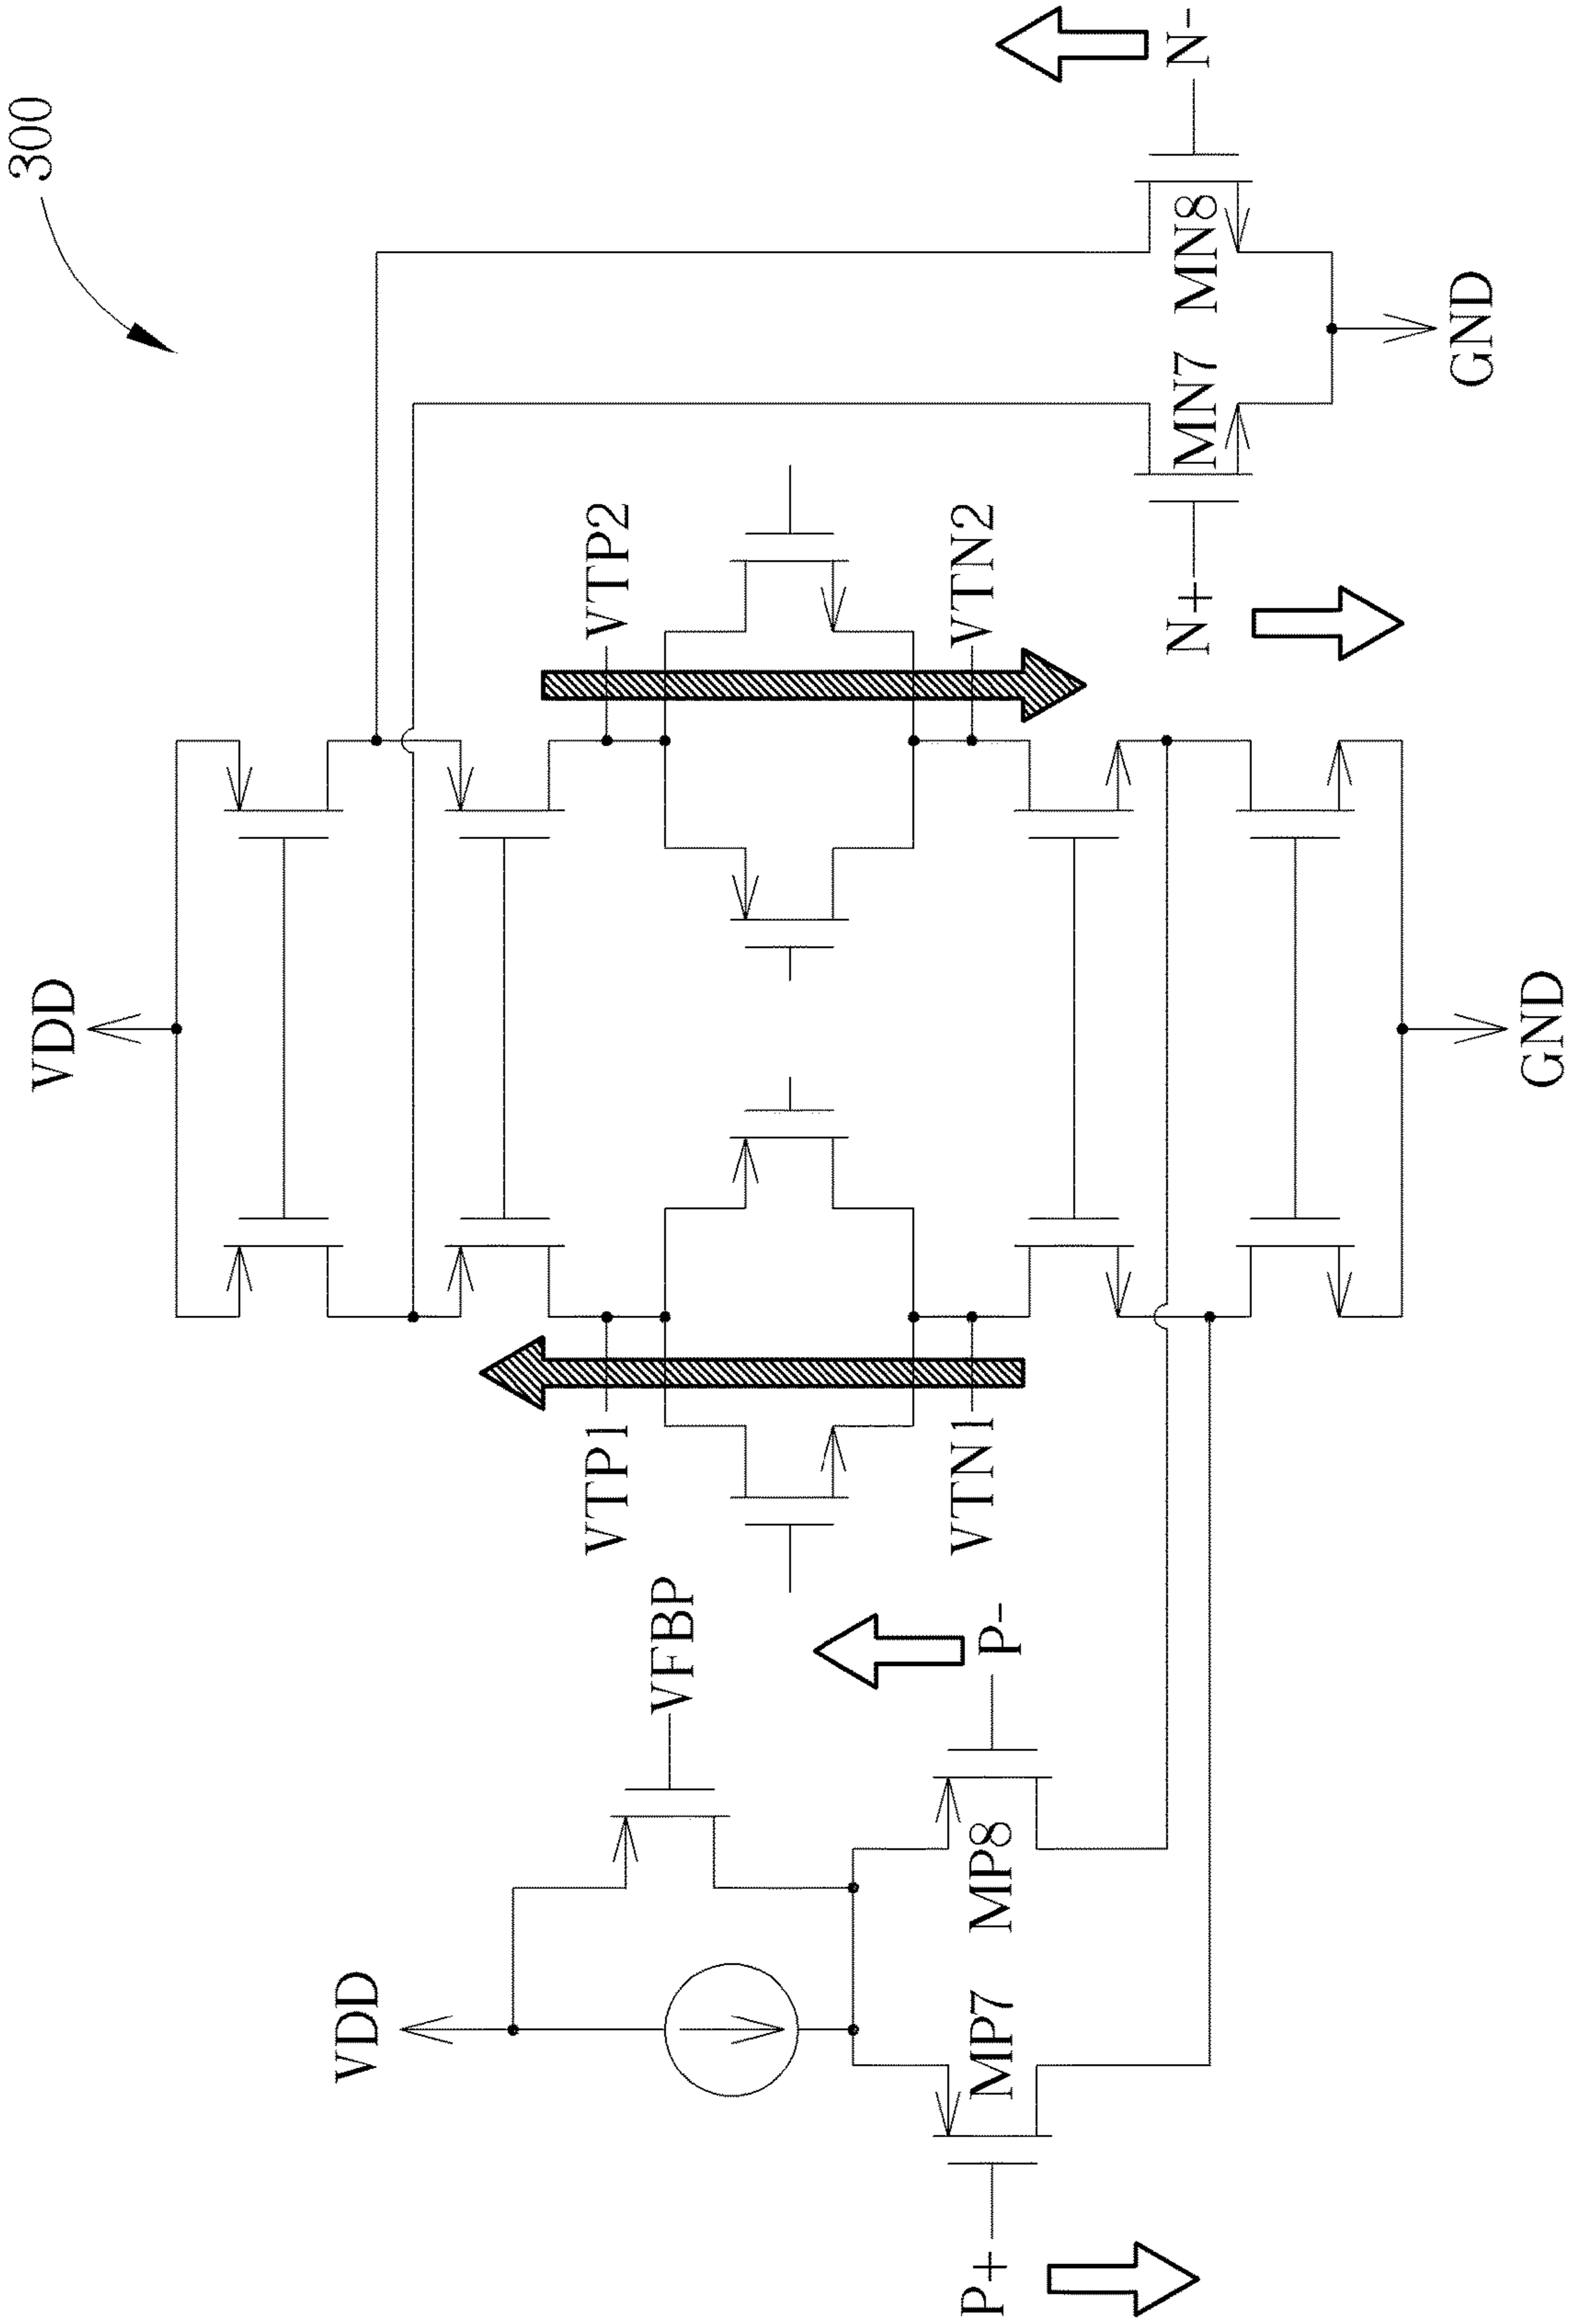 300
VDD
VDD
VFBP
VTP1
VTP2
P+
MP7
MP8
P-
VTN1
VTN2
N+
MN7
MN8
N-
GND
GND